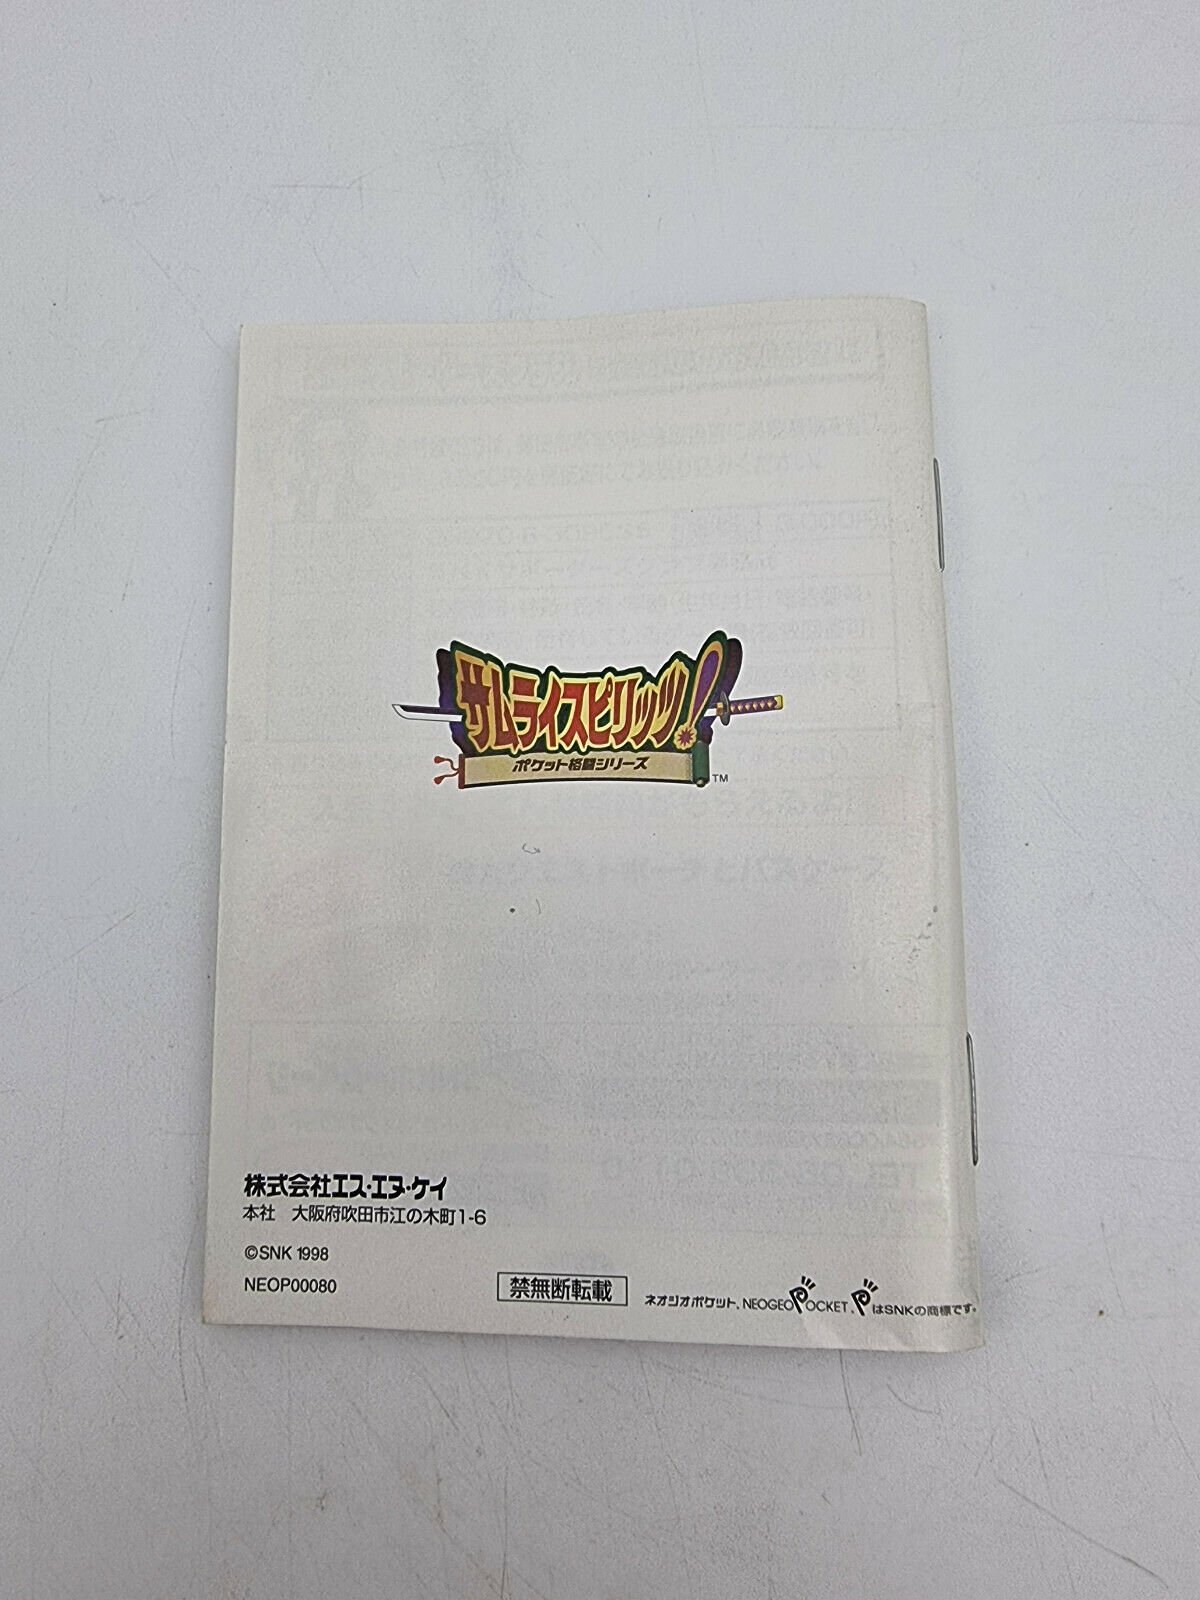 サムライスピリッツ!
ポケット格闘シリーズ
TM
株式会社エス・エヌ・ケイ
本社　大阪府吹田市江の木町1-6
©SNK 1998
NEOP00080
禁無断転載
ネオジオポケット、NEOGEO POCKET、PはSNKの商標です。